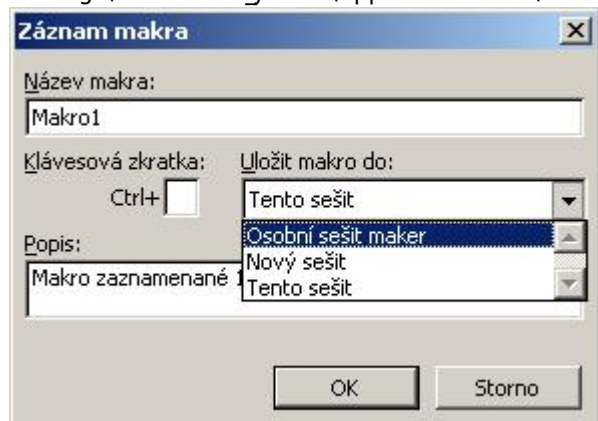 Záznam makra
Název makra:
Makro1
Klávesová zkratka: Uložit makro do:
Ctrl+ Tento sešit
Osobní sešit maker
Nový sešit
Tento sešit
Popis:
Makro zaznamenané
OK Storno